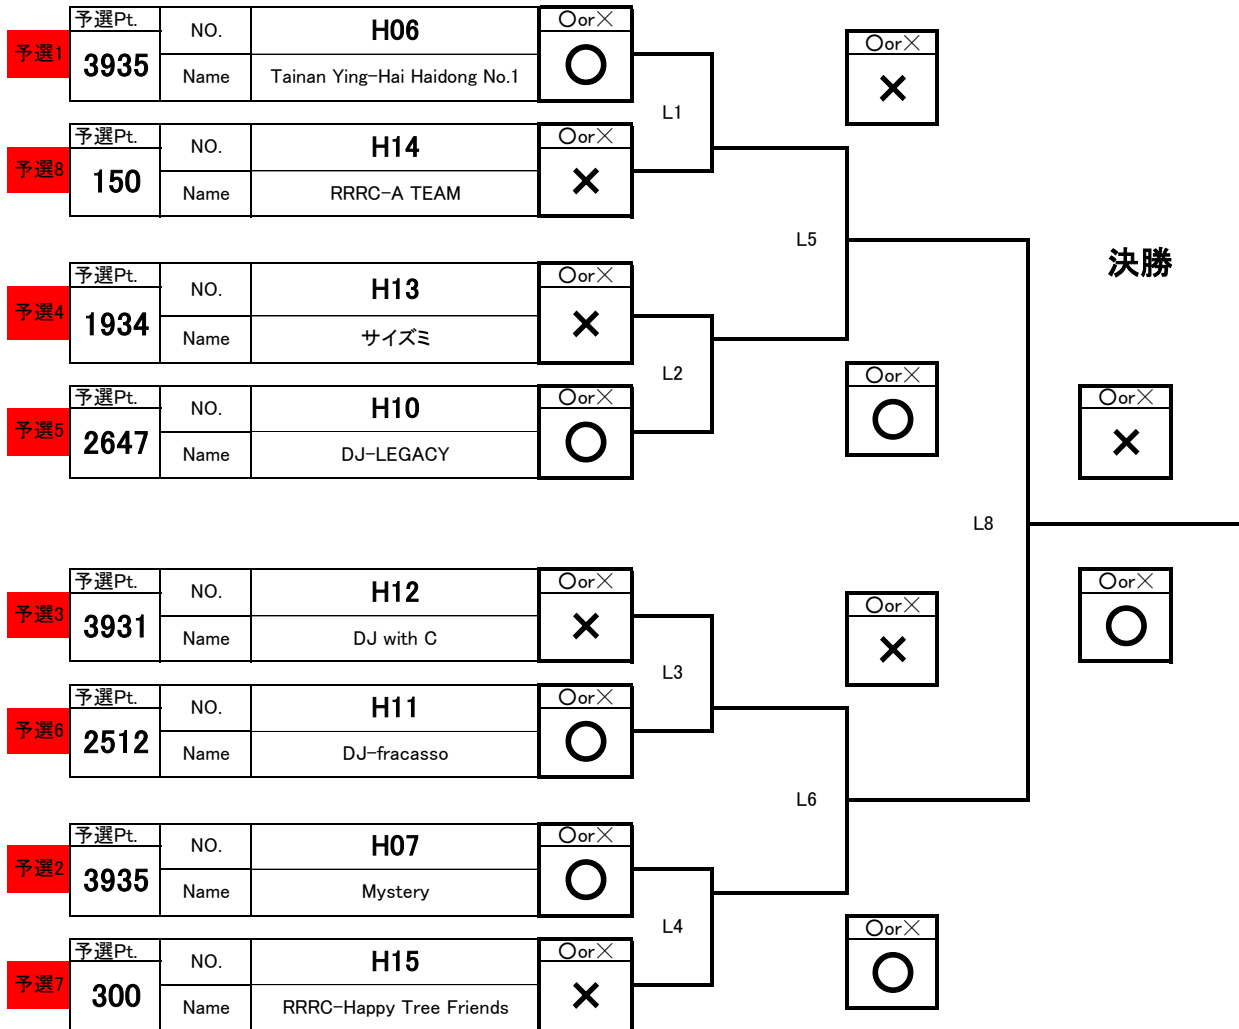 予選1 予選Pt. 3935 NO. H06 〇or×
Name Tainan Ying-Hai Haidong No.1 〇
L1
〇or×
×
予選8 予選Pt. 150 NO. H14 〇or×
Name RRRC-A TEAM ×
L5
決勝
予選4 予選Pt. 1934 NO. H13 〇or×
Name サイズミ ×
L2
〇or×
〇
予選5 予選Pt. 2647 NO. H10 〇or×
Name DJ-LEGACY 〇
〇or×
×
L8
予選3 予選Pt. 3931 NO. H12 〇or×
Name DJ with C ×
L3
〇or×
×
〇or×
〇
予選6 予選Pt. 2512 NO. H11 〇or×
Name DJ-fracasso 〇
L6
予選2 予選Pt. 3935 NO. H07 〇or×
Name Mystery 〇
L4
〇or×
〇
予選7 予選Pt. 300 NO. H15 〇or×
Name RRRC-Happy Tree Friends ×